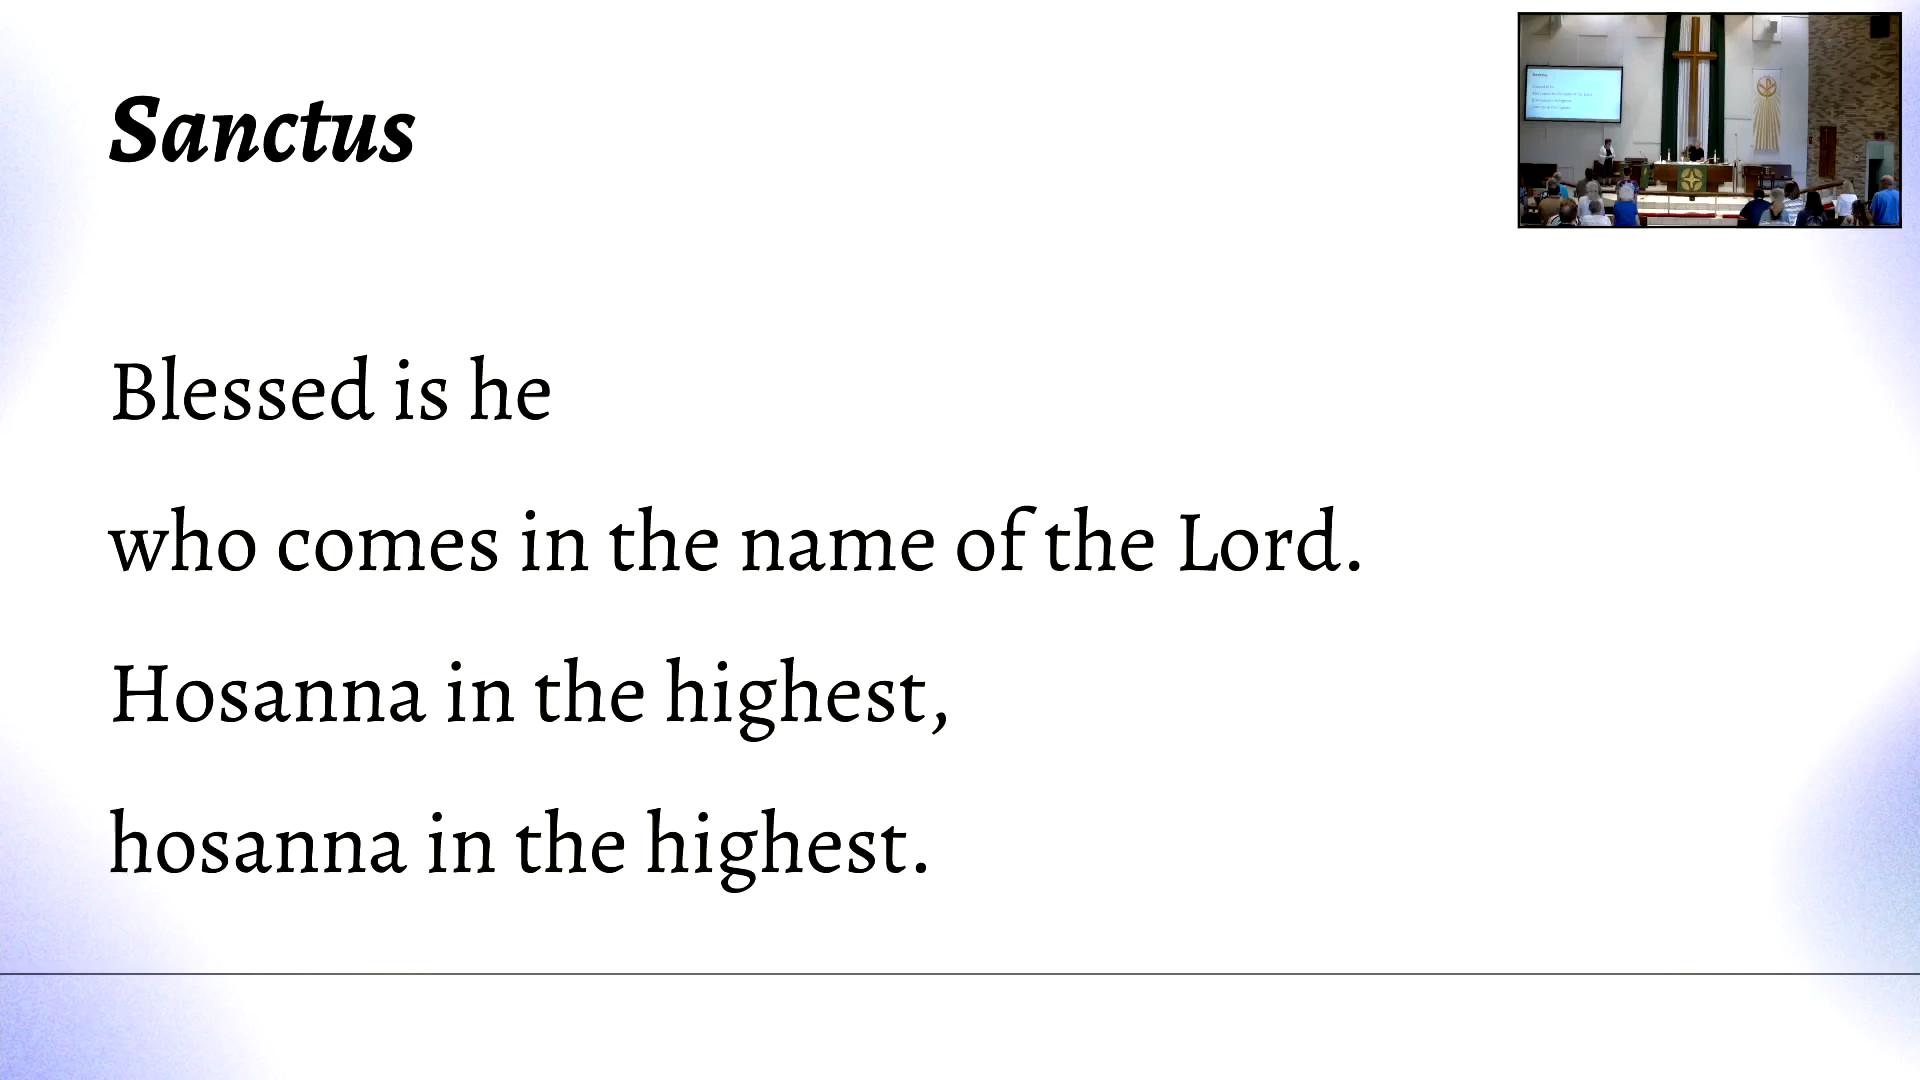 Sanctus
Blessed is he
who comes in the name of the Lord.
Hosanna in the highest,
hosanna in the highest.